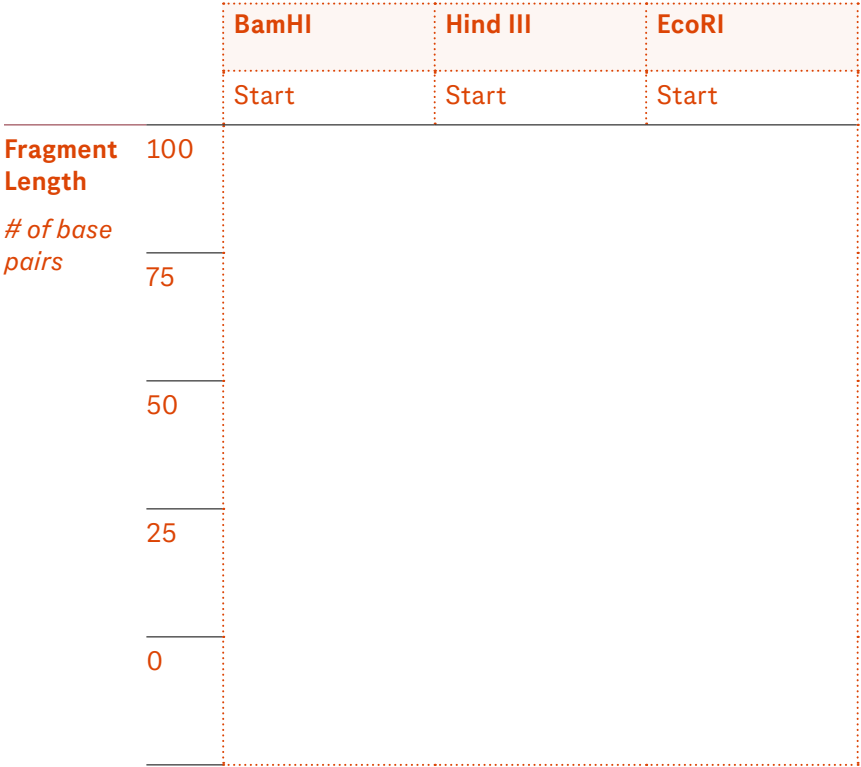 BamHI Hind III EcoRI
Start Start Start
Fragment 100
Length
# of base
pairs
75
50
25
0